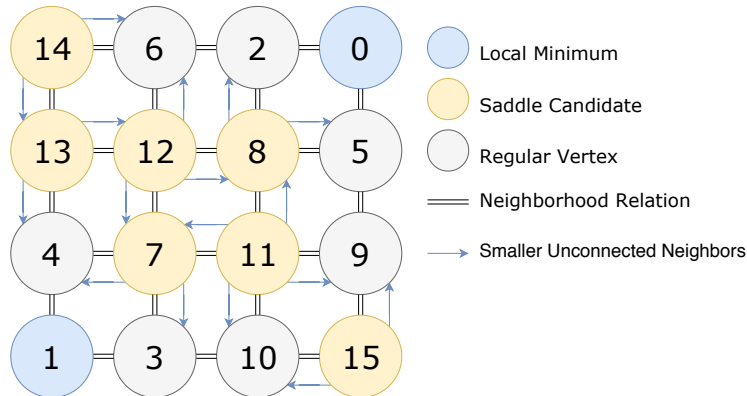 14 6 2 0
13 12 8 5
4 7 11 9
1 3 10 15
Local Minimum
Saddle Candidate
Regular Vertex
Neighborhood Relation
Smaller Unconnected Neighbors